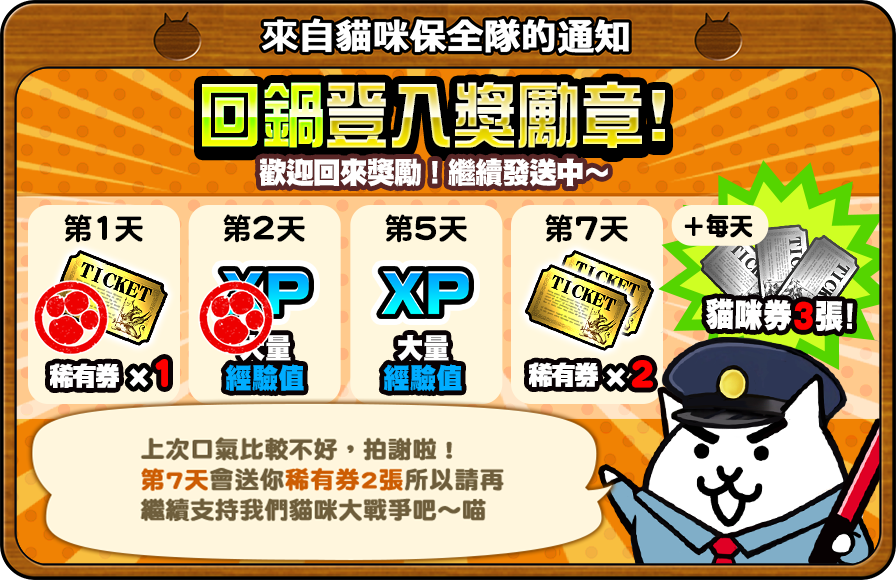 來自貓咪保全隊的通知
回鍋登入獎勵章!
歡迎回來獎勵！繼續發送中～
第1天
TICKET
稀有券 ×1
第2天
XP
大量
經驗值
第5天
XP
大量
經驗值
第7天
TICKET
TICKET
稀有券 ×2
＋每天
貓咪券3張!
上次口氣比較不好，拍謝啦！
第7天會送你稀有券2張所以請再
繼續支持我們貓咪大戰爭吧～喵